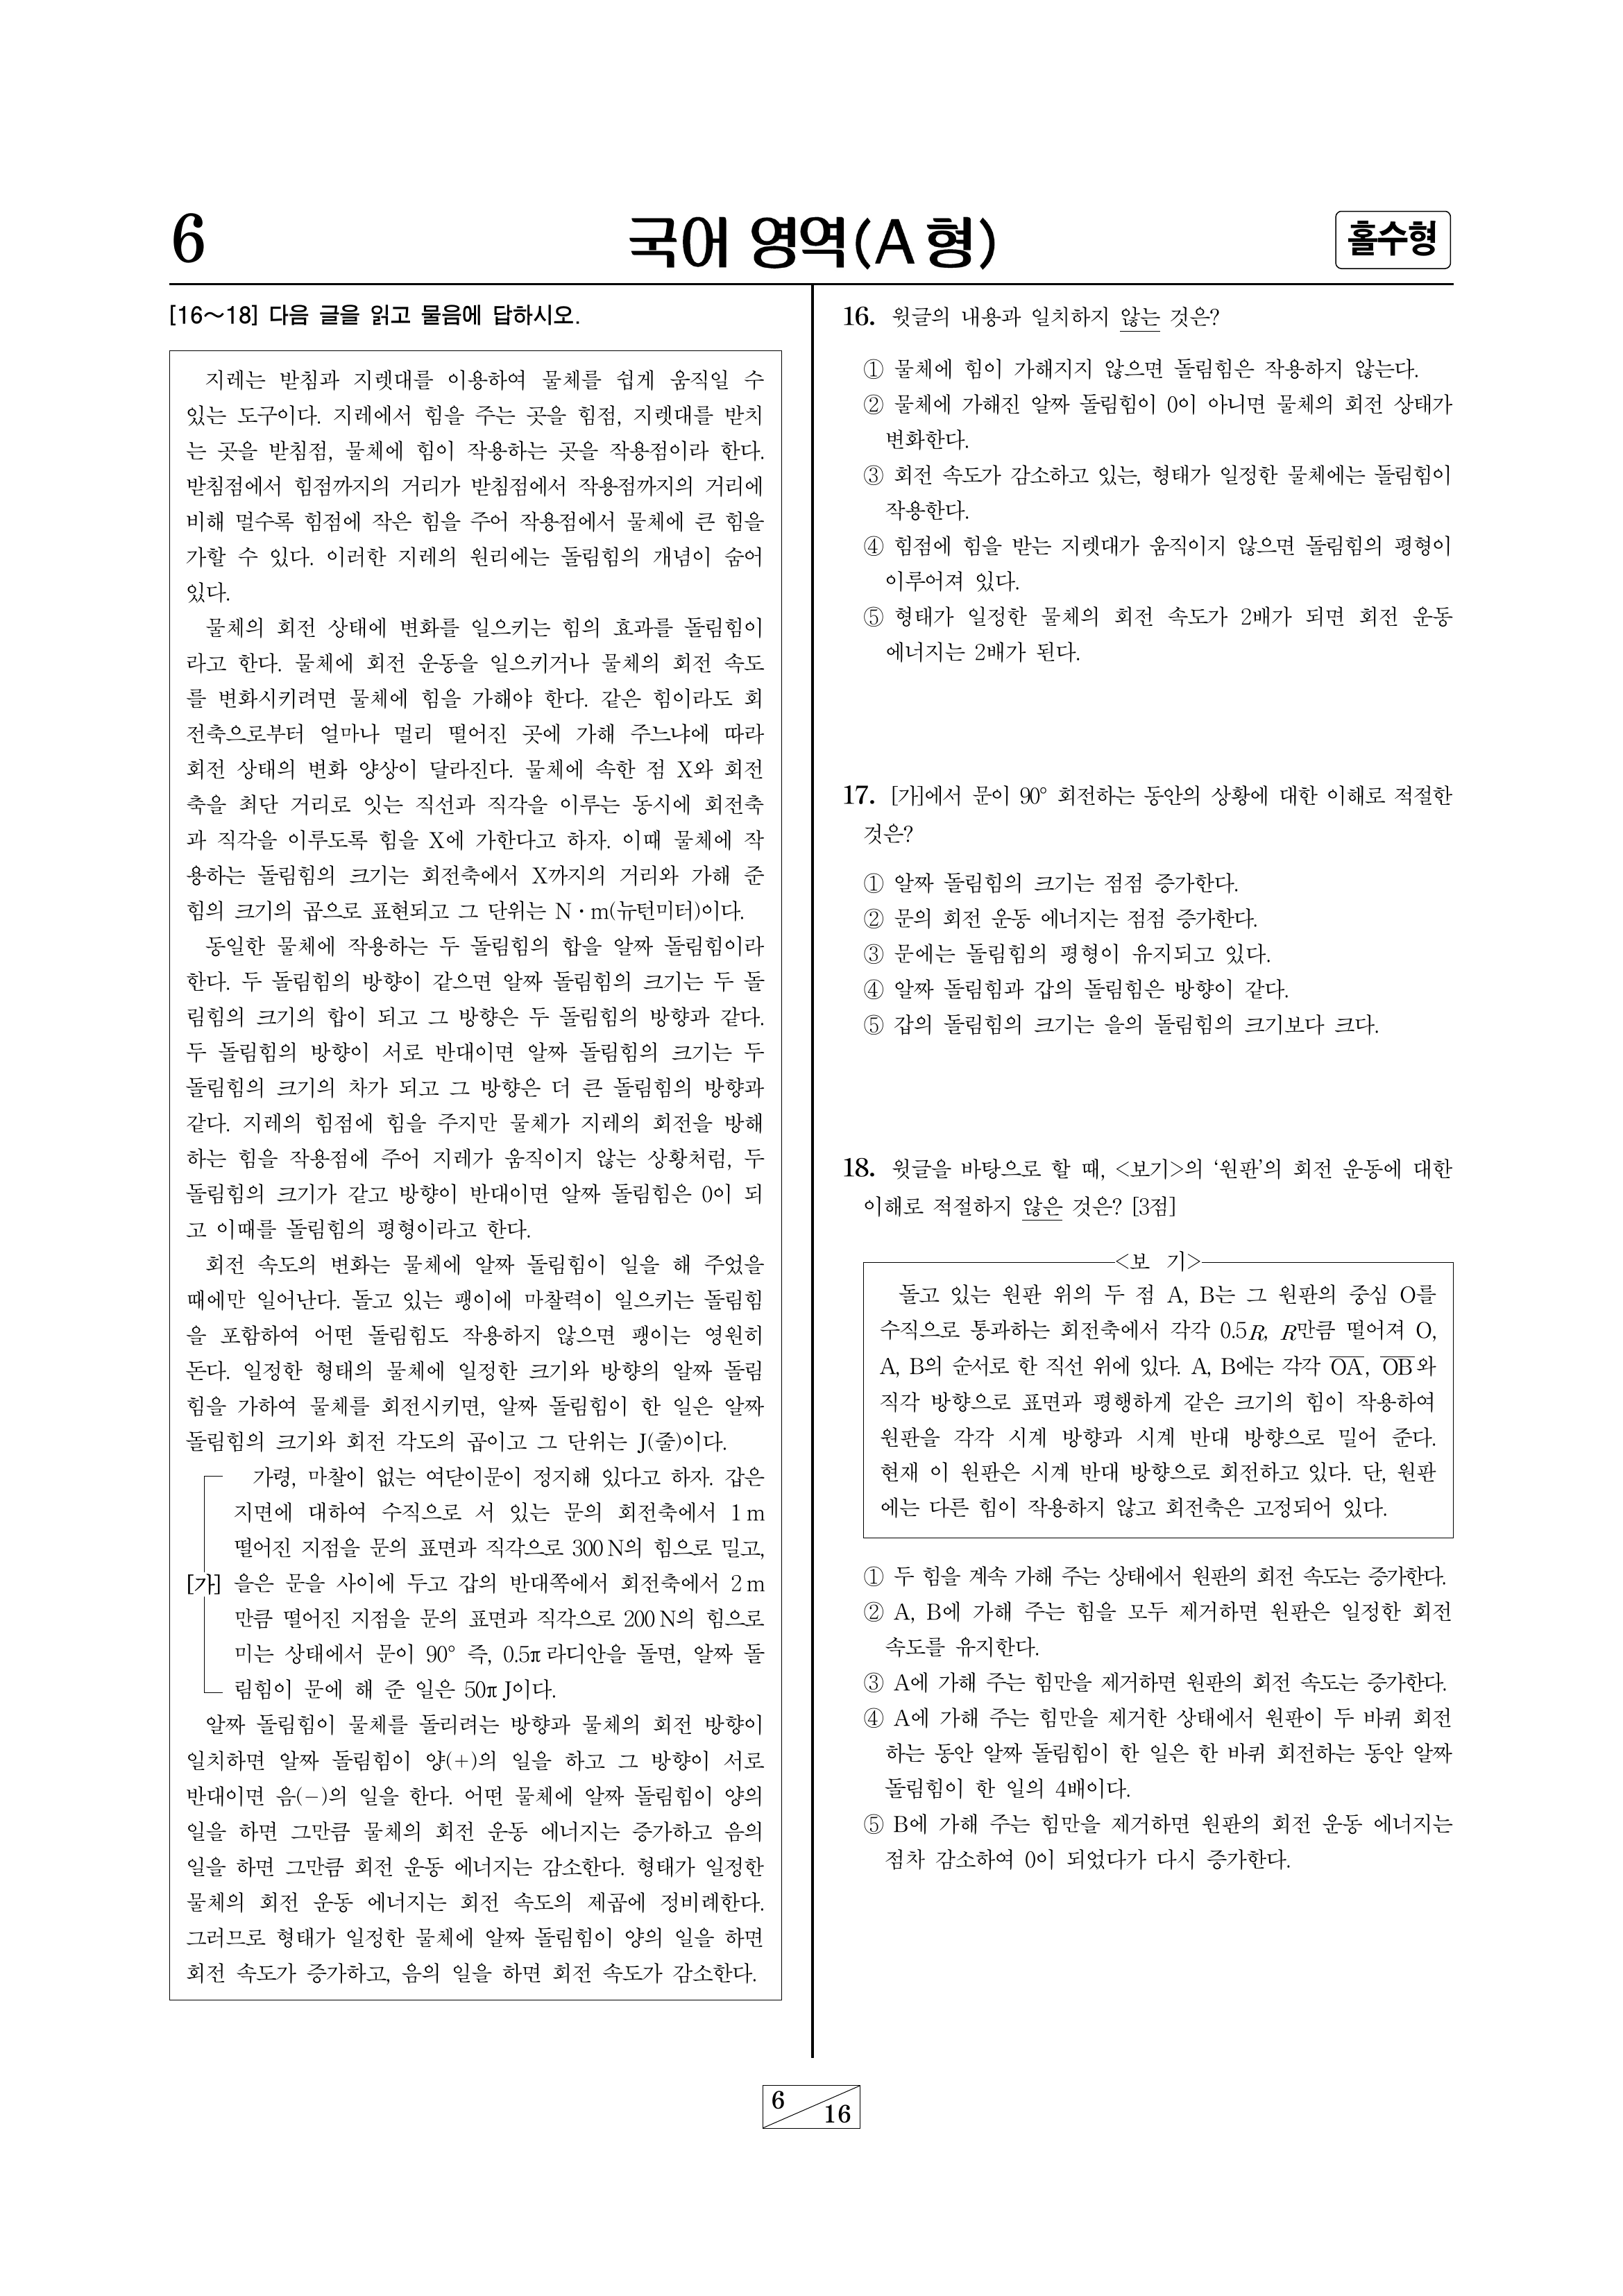 6
국어 영역(A형)
홀수형
[16～18] 다음 글을 읽고 물음에 답하시오.
지레는 받침과 지렛대를 이용하여 물체를 쉽게 움직일 수
있는 도구이다. 지레에서 힘을 주는 곳을 힘점, 지렛대를 받치
는 곳을 받침점, 물체에 힘이 작용하는 곳을 작용점이라 한다.
받침점에서 힘점까지의 거리가 받침점에서 작용점까지의 거리에
비해 멀수록 힘점에 작은 힘을 주어 작용점에서 물체에 큰 힘을
가할 수 있다. 이러한 지레의 원리에는 돌림힘의 개념이 숨어
있다.
물체의 회전 상태에 변화를 일으키는 힘의 효과를 돌림힘이
라고 한다. 물체에 회전 운동을 일으키거나 물체의 회전 속도
를 변화시키려면 물체에 힘을 가해야 한다. 같은 힘이라도 회
전축으로부터 얼마나 멀리 떨어진 곳에 가해 주느냐에 따라
회전 상태의 변화 양상이 달라진다. 물체에 속한 점 X와 회전
축을 최단 거리로 잇는 직선과 직각을 이루는 동시에 회전축
과 직각을 이루도록 힘을 X에 가한다고 하자. 이때 물체에 작
용하는 돌림힘의 크기는 회전축에서 X까지의 거리와 가해 준
힘의 크기의 곱으로 표현되고 그 단위는 N·m(뉴턴미터)이다.
동일한 물체에 작용하는 두 돌림힘의 합을 알짜 돌림힘이라
한다. 두 돌림힘의 방향이 같으면 알짜 돌림힘의 크기는 두 돌
림힘의 크기의 합이 되고 그 방향은 두 돌림힘의 방향과 같다.
두 돌림힘의 방향이 서로 반대이면 알짜 돌림힘의 크기는 두
돌림힘의 크기의 차가 되고 그 방향은 더 큰 돌림힘의 방향과
같다. 지레의 힘점에 힘을 주지만 물체가 지레의 회전을 방해
하는 힘을 작용점에 주어 지레가 움직이지 않는 상황처럼, 두
돌림힘의 크기가 같고 방향이 반대이면 알짜 돌림힘은 0이 되
고 이때를 돌림힘의 평형이라고 한다.
회전 속도의 변화는 물체에 알짜 돌림힘이 일을 해 주었을
때에만 일어난다. 돌고 있는 팽이에 마찰력이 일으키는 돌림힘
을 포함하여 어떤 돌림힘도 작용하지 않으면 팽이는 영원히
돈다. 일정한 형태의 물체에 일정한 크기와 방향의 알짜 돌림
힘을 가하여 물체를 회전시키면, 알짜 돌림힘이 한 일은 알짜
돌림힘의 크기와 회전 각도의 곱이고 그 단위는 J(줄)이다.
가령, 마찰이 없는 여닫이문이 정지해 있다고 하자. 갑은
지면에 대하여 수직으로 서 있는 문의 회전축에서 1m
떨어진 지점을 문의 표면과 직각으로 300N의 힘으로 밀고,
[가] 을은 문을 사이에 두고 갑의 반대쪽에서 회전축에서 2m
만큼 떨어진 지점을 문의 표면과 직각으로 200N의 힘으로
미는 상태에서 문이 90° 즉, 0.5π라디안을 돌면, 알짜 돌
림힘이 문에 해 준 일은 50πJ이다.
알짜 돌림힘이 물체를 돌리려는 방향과 물체의 회전 방향이
일치하면 알짜 돌림힘이 양(+)의 일을 하고 그 방향이 서로
반대이면 음(−)의 일을 한다. 어떤 물체에 알짜 돌림힘이 양의
일을 하면 그만큼 물체의 회전 운동 에너지는 증가하고 음의
일을 하면 그만큼 회전 운동 에너지는 감소한다. 형태가 일정한
물체의 회전 운동 에너지는 회전 속도의 제곱에 정비례한다.
그러므로 형태가 일정한 물체에 알짜 돌림힘이 양의 일을 하면
회전 속도가 증가하고, 음의 일을 하면 회전 속도가 감소한다.
16. 윗글의 내용과 일치하지 않는 것은?
① 물체에 힘이 가해지지 않으면 돌림힘은 작용하지 않는다.
② 물체에 가해진 알짜 돌림힘이 0이 아니면 물체의 회전 상태가
변화한다.
③ 회전 속도가 감소하고 있는, 형태가 일정한 물체에는 돌림힘이
작용한다.
④ 힘점에 힘을 받는 지렛대가 움직이지 않으면 돌림힘의 평형이
이루어져 있다.
⑤ 형태가 일정한 물체의 회전 속도가 2배가 되면 회전 운동
에너지는 2배가 된다.
17. [가]에서 문이 90° 회전하는 동안의 상황에 대한 이해로 적절한
것은?
① 알짜 돌림힘의 크기는 점점 증가한다.
② 문의 회전 운동 에너지는 점점 증가한다.
③ 문에는 돌림힘의 평형이 유지되고 있다.
④ 알짜 돌림힘과 갑의 돌림힘은 방향이 같다.
⑤ 갑의 돌림힘의 크기는 을의 돌림힘의 크기보다 크다.
18. 윗글을 바탕으로 할 때, <보기>의 ‘원판’의 회전 운동에 대한
이해로 적절하지 않은 것은? [3점]
<보 기>
돌고 있는 원판 위의 두 점 A, B는 그 원판의 중심 O를
수직으로 통과하는 회전축에서 각각 0.5R, R만큼 떨어져 O,
A, B의 순서로 한 직선 위에 있다. A, B에는 각각 OA, OB와
직각 방향으로 표면과 평행하게 같은 크기의 힘이 작용하여
원판을 각각 시계 방향과 시계 반대 방향으로 밀어 준다.
현재 이 원판은 시계 반대 방향으로 회전하고 있다. 단, 원판
에는 다른 힘이 작용하지 않고 회전축은 고정되어 있다.
① 두 힘을 계속 가해 주는 상태에서 원판의 회전 속도는 증가한다.
② A, B에 가해 주는 힘을 모두 제거하면 원판은 일정한 회전
속도를 유지한다.
③ A에 가해 주는 힘만을 제거하면 원판의 회전 속도는 증가한다.
④ A에 가해 주는 힘만을 제거한 상태에서 원판이 두 바퀴 회전
하는 동안 알짜 돌림힘이 한 일은 한 바퀴 회전하는 동안 알짜
돌림힘이 한 일의 4배이다.
⑤ B에 가해 주는 힘만을 제거하면 원판의 회전 운동 에너지는
점차 감소하여 0이 되었다가 다시 증가한다.
6
16